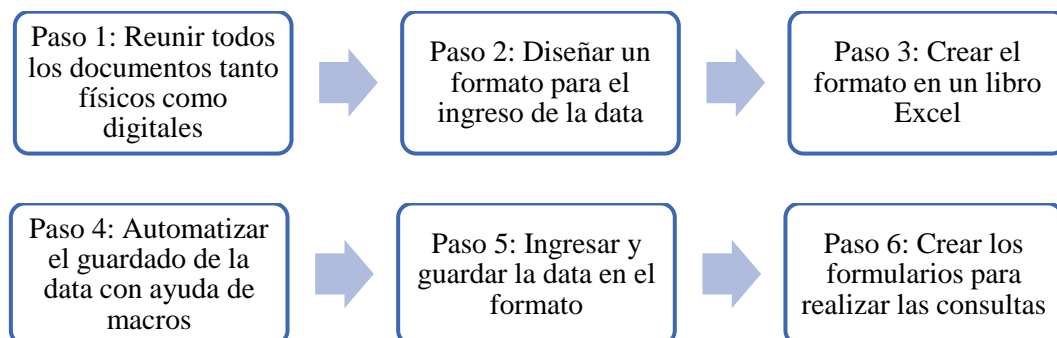 Paso 1: Reunir todos
los documentos tanto
físicos como
digitales
Paso 2: Diseñar un
formato para el
ingreso de la data
Paso 3: Crear el
formato en un libro
Excel
Paso 4: Automatizar
el guardado de la
data con ayuda de
macros
Paso 5: Ingresar y
guardar la data en el
formato
Paso 6: Crear los
formularios para
realizar las consultas